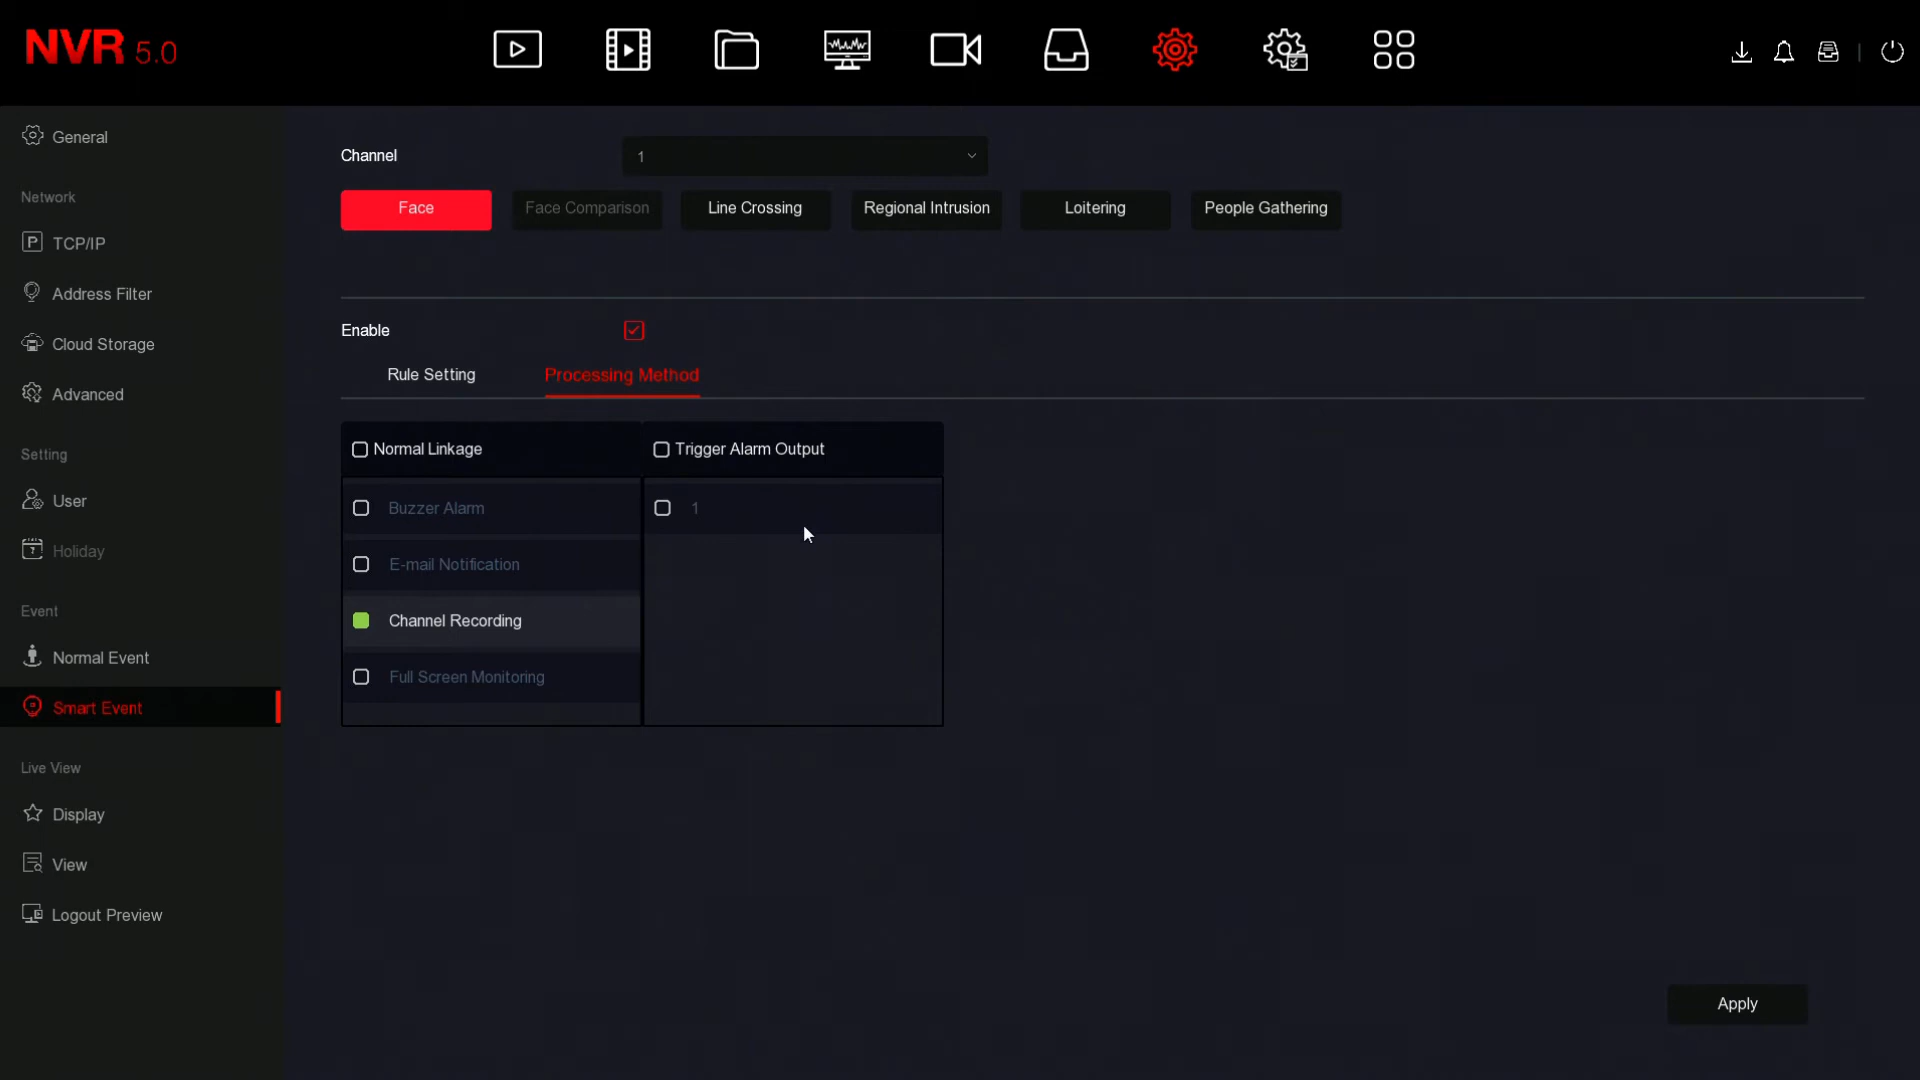 NVR 5.0
General
Network
TCP/IP
Address Filter
Cloud Storage
Advanced
Setting
User
Holiday
Event
Normal Event
Smart Event
Live View
Display
View
Logout Preview
Channel
1
Face
Face Comparison
Line Crossing
Regional Intrusion
Loitering
People Gathering
Enable
Rule Setting
Processing Method
Normal Linkage
Trigger Alarm Output
Buzzer Alarm
1
E-mail Notification
Channel Recording
Full Screen Monitoring
Apply